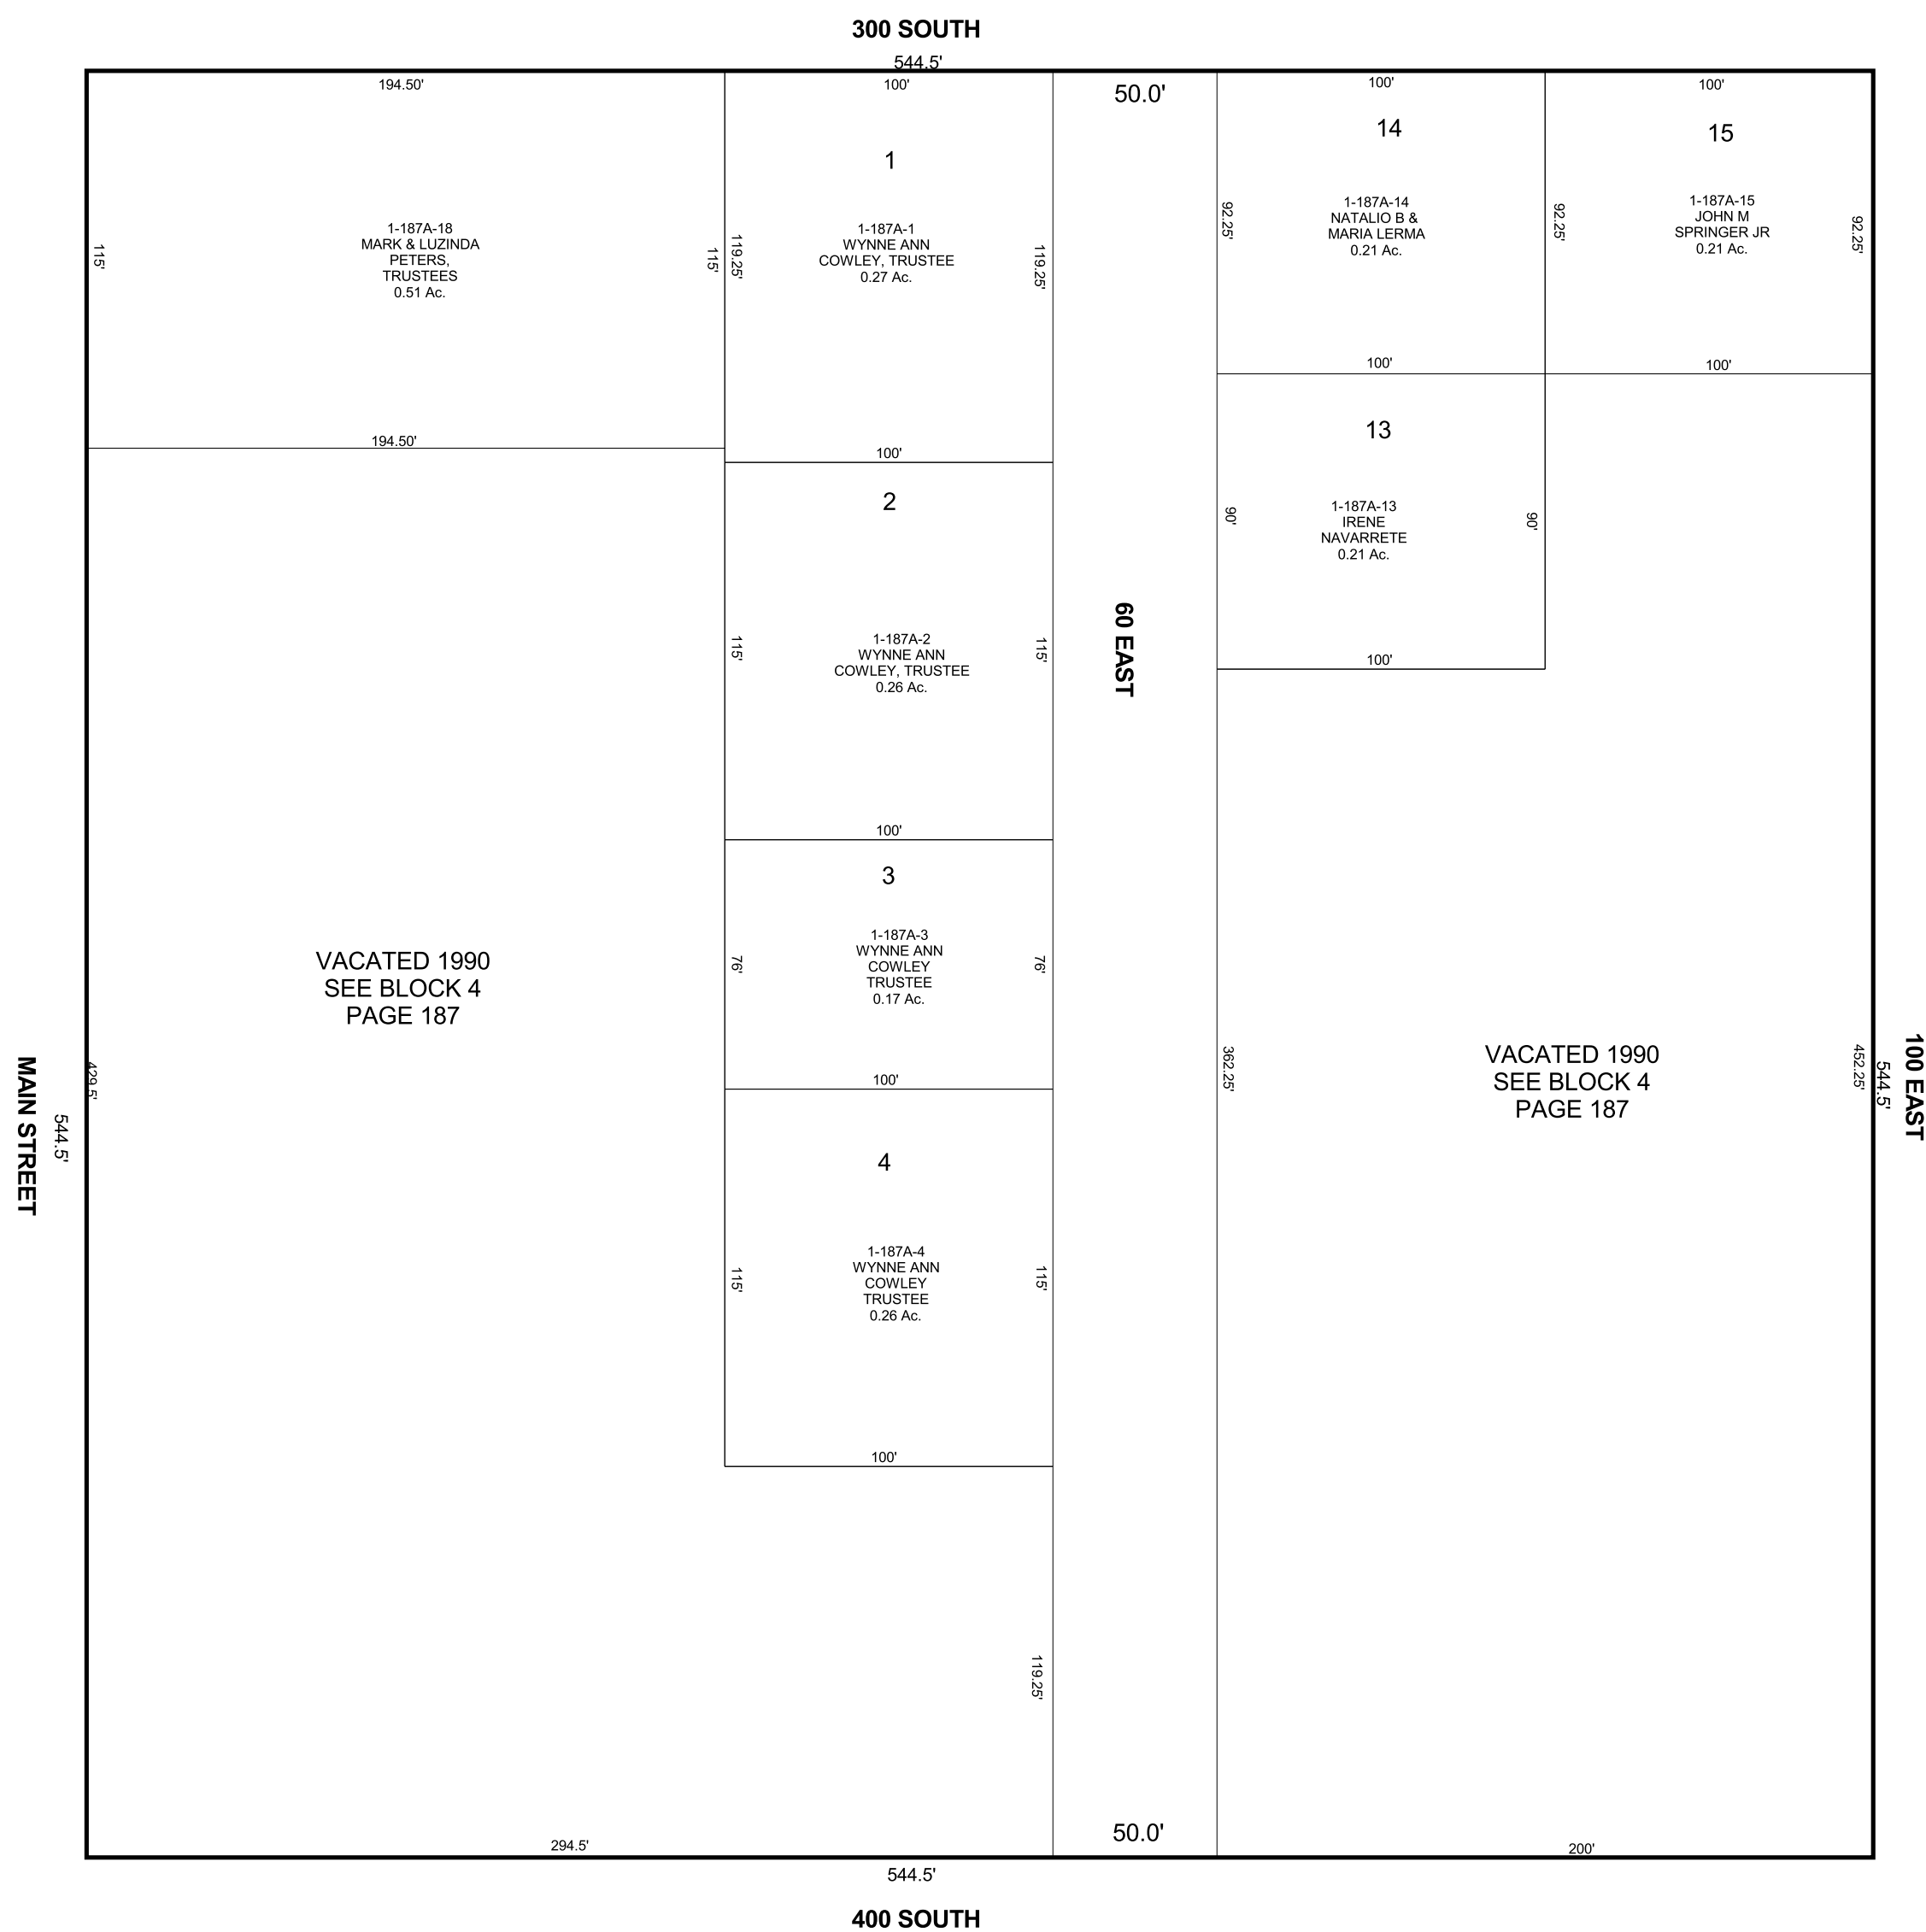 300 SOUTH
544.5'
194.50'
100'
50.0'
100'
100'
1
14
15
1-187A-18
MARK & LUZINDA
PETERS,
TRUSTEES
0.51 Ac.
115'
115'
119.25'
1-187A-1
WYNNE ANN
COWLEY, TRUSTEE
0.27 Ac.
119.25'
92.25'
1-187A-14
NATALIO B &
MARIA LERMA
0.21 Ac.
92.25'
1-187A-15
JOHN M
SPRINGER JR
0.21 Ac.
92.25'
100'
100'
194.50'
100'
2
13
1-187A-13
IRENE
NAVARRETE
0.21 Ac.
90'
90'
115'
1-187A-2
WYNNE ANN
COWLEY, TRUSTEE
0.26 Ac.
115'
60 EAST
100'
100'
3
1-187A-3
WYNNE ANN
COWLEY
TRUSTEE
0.17 Ac.
76'
76'
VACATED 1990
SEE BLOCK 4
PAGE 187
429.5'
MAIN STREET
544.5'
100'
362.25'
VACATED 1990
SEE BLOCK 4
PAGE 187
452.25'
544.5'
100 EAST
4
1-187A-4
WYNNE ANN
COWLEY
TRUSTEE
0.26 Ac.
115'
115'
100'
119.25'
294.5'
50.0'
200'
544.5'
400 SOUTH